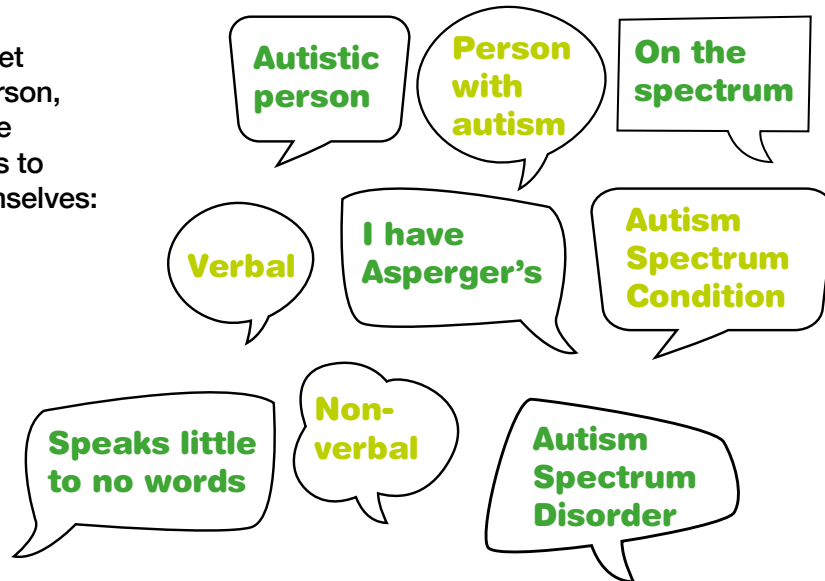 et
rson,
e
s to
nselves:
Autistic
person
Person
with
autism
On the
spectrum
Verbal
I have
Asperger’s
Autism
Spectrum
Condition
Speaks little
to no words
Non-
verbal
Autism
Spectrum
Disorder